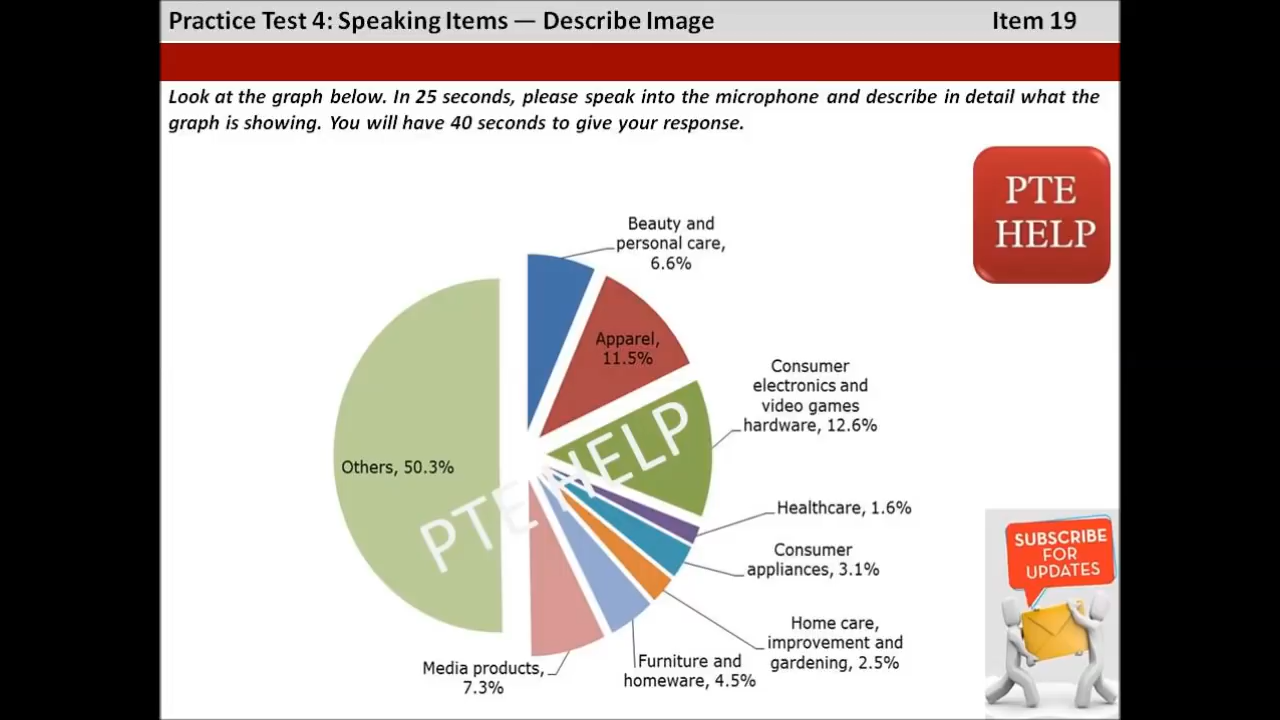 Practice Test 4: Speaking Items — Describe Image
Item 19
Look at the graph below. In 25 seconds, please speak into the microphone and describe in detail what the
graph is showing. You will have 40 seconds to give your response.
PTE
HELP
Beauty and
personal care,
6.6%
Apparel,
11.5%
Consumer
electronics and
video games
hardware, 12.6%
PTE HELP
Others, 50.3%
Healthcare, 1.6%
Consumer
appliances, 3.1%
Home care,
improvement and
gardening, 2.5%
Furniture and
homeware, 4.5%
Media products,
7.3%
SUBSCRIBE
FOR
UPDATES